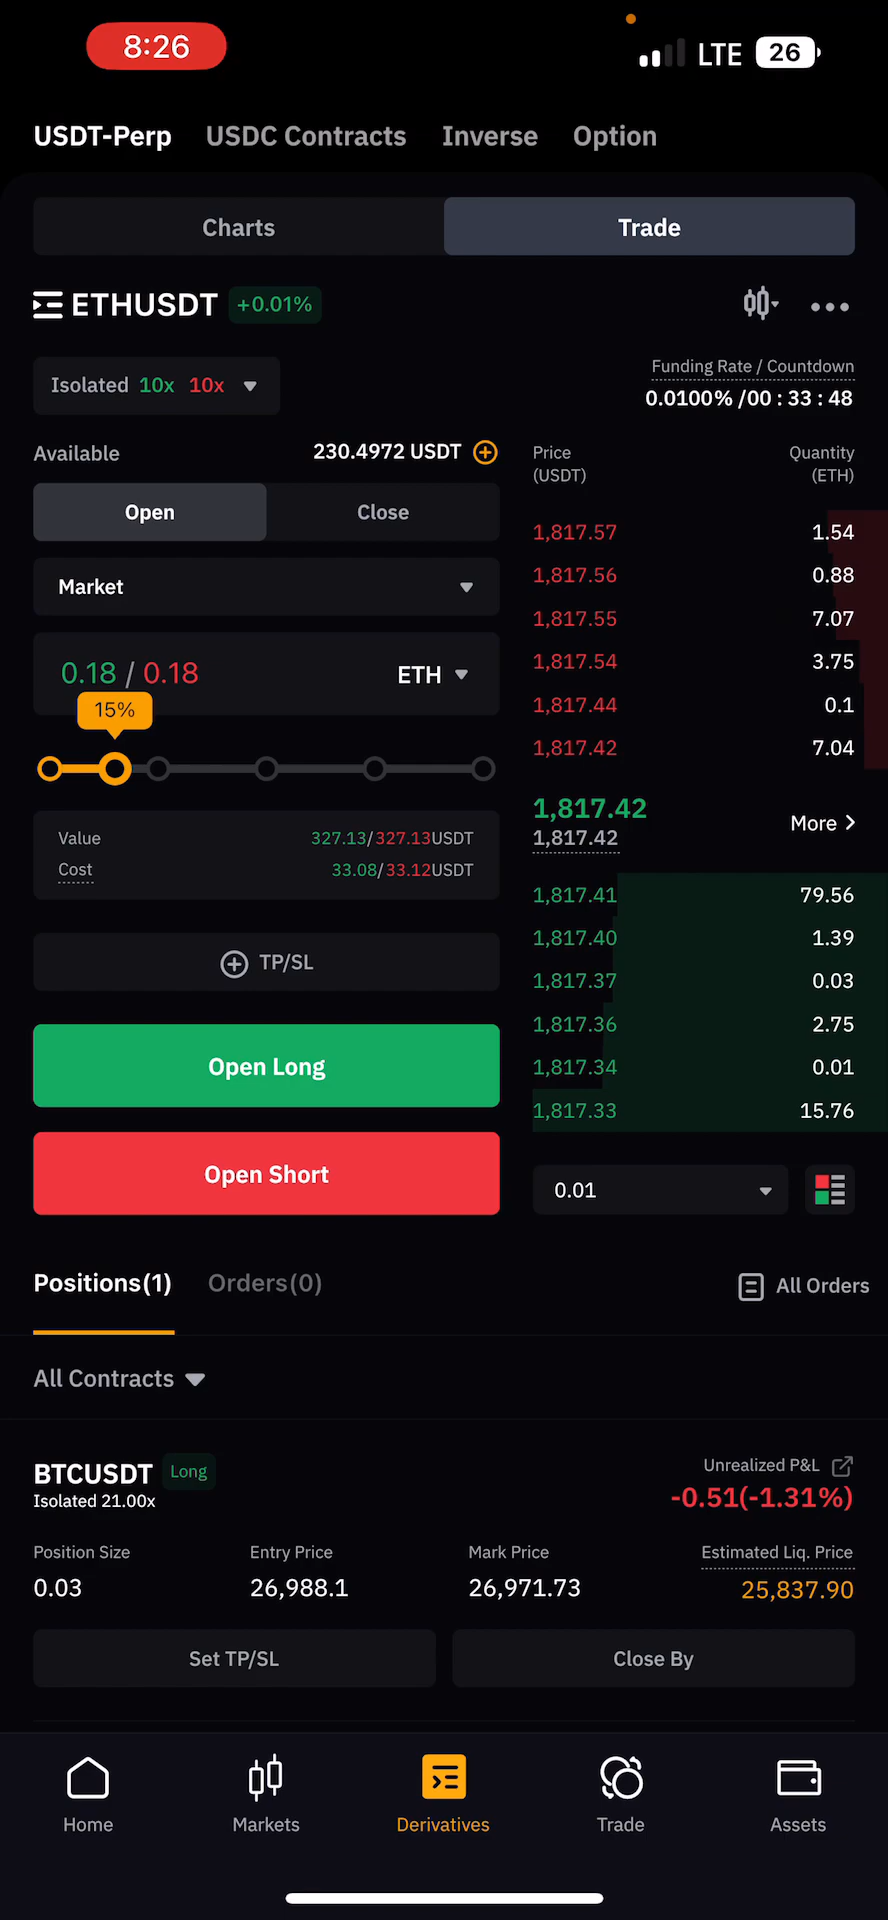 8:26
LTE 26
USDT-Perp USDC Contracts Inverse Option
Charts Trade
ETHUSDT +0.01%
Isolated 10x 10x
Funding Rate / Countdown
0.0100% /00 : 33 : 48
Available 230.4972 USDT
Open Close
Market
0.18 / 0.18 ETH
15%
Value 327.13/327.13USDT
Cost 33.08/33.12USDT
TP/SL
Open Long
Open Short
Price Quantity
(USDT) (ETH)
1,817.57 1.54
1,817.56 0.88
1,817.55 7.07
1,817.54 3.75
1,817.44 0.1
1,817.42 7.04
1,817.42
1,817.42
More
1,817.41 79.56
1,817.40 1.39
1,817.37 0.03
1,817.36 2.75
1,817.34 0.01
1,817.33 15.76
0.01
Positions(1) Orders(0) All Orders
All Contracts
BTCUSDT Long
Isolated 21.00x
Unrealized P&L
-0.51(-1.31%)
Position Size Entry Price Mark Price Estimated Liq. Price
0.03 26,988.1 26,971.73 25,837.90
Set TP/SL Close By
Home Markets Derivatives Trade Assets